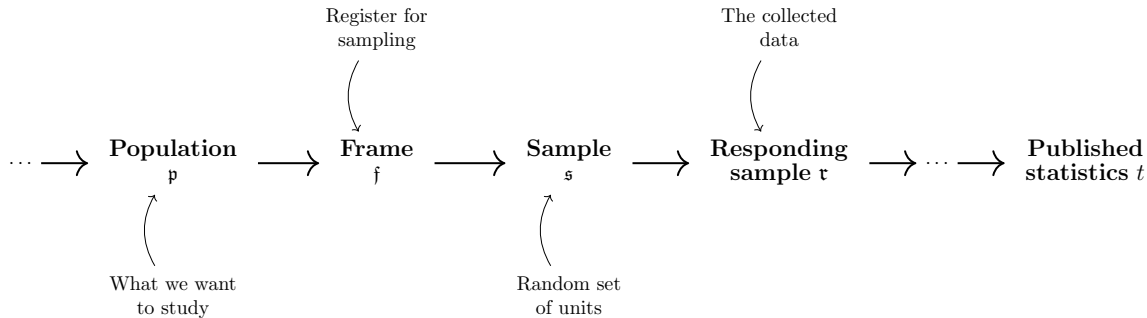 Register for
sampling
The collected
data
··· Population Frame Sample Responding ··· Published
𝔭 𝔣 𝔰 sample 𝔯 statistics t
What we want
to study
Random set
of units